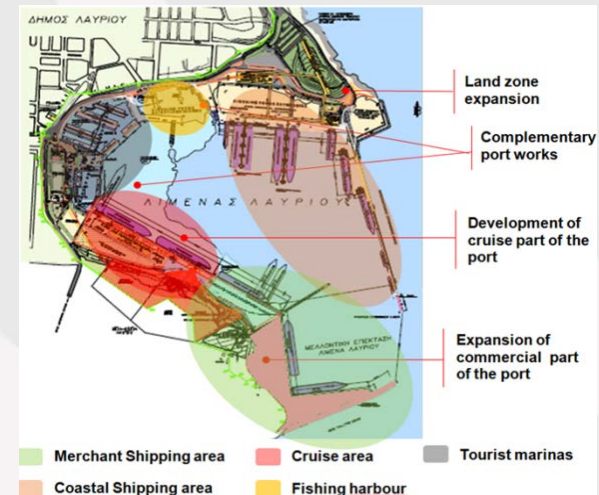 ΔΗΜΟΣ ΛΑΥΡΙΟΥ
Land zone
expansion
Complementary
port works
ΛΙΜΕΝΑΣ ΛΑΥΡΙΟΥ
Development of
cruise part of the
port
ΜΕΛΛΟΝΤΙΚΗ ΕΠΕΚΤΑΣΗ
ΛΙΜΕΝΑ ΛΑΥΡΙΟΥ
Expansion of
commercial part
of the port
Merchant Shipping area
Cruise area
Tourist marinas
Coastal Shipping area
Fishing harbour